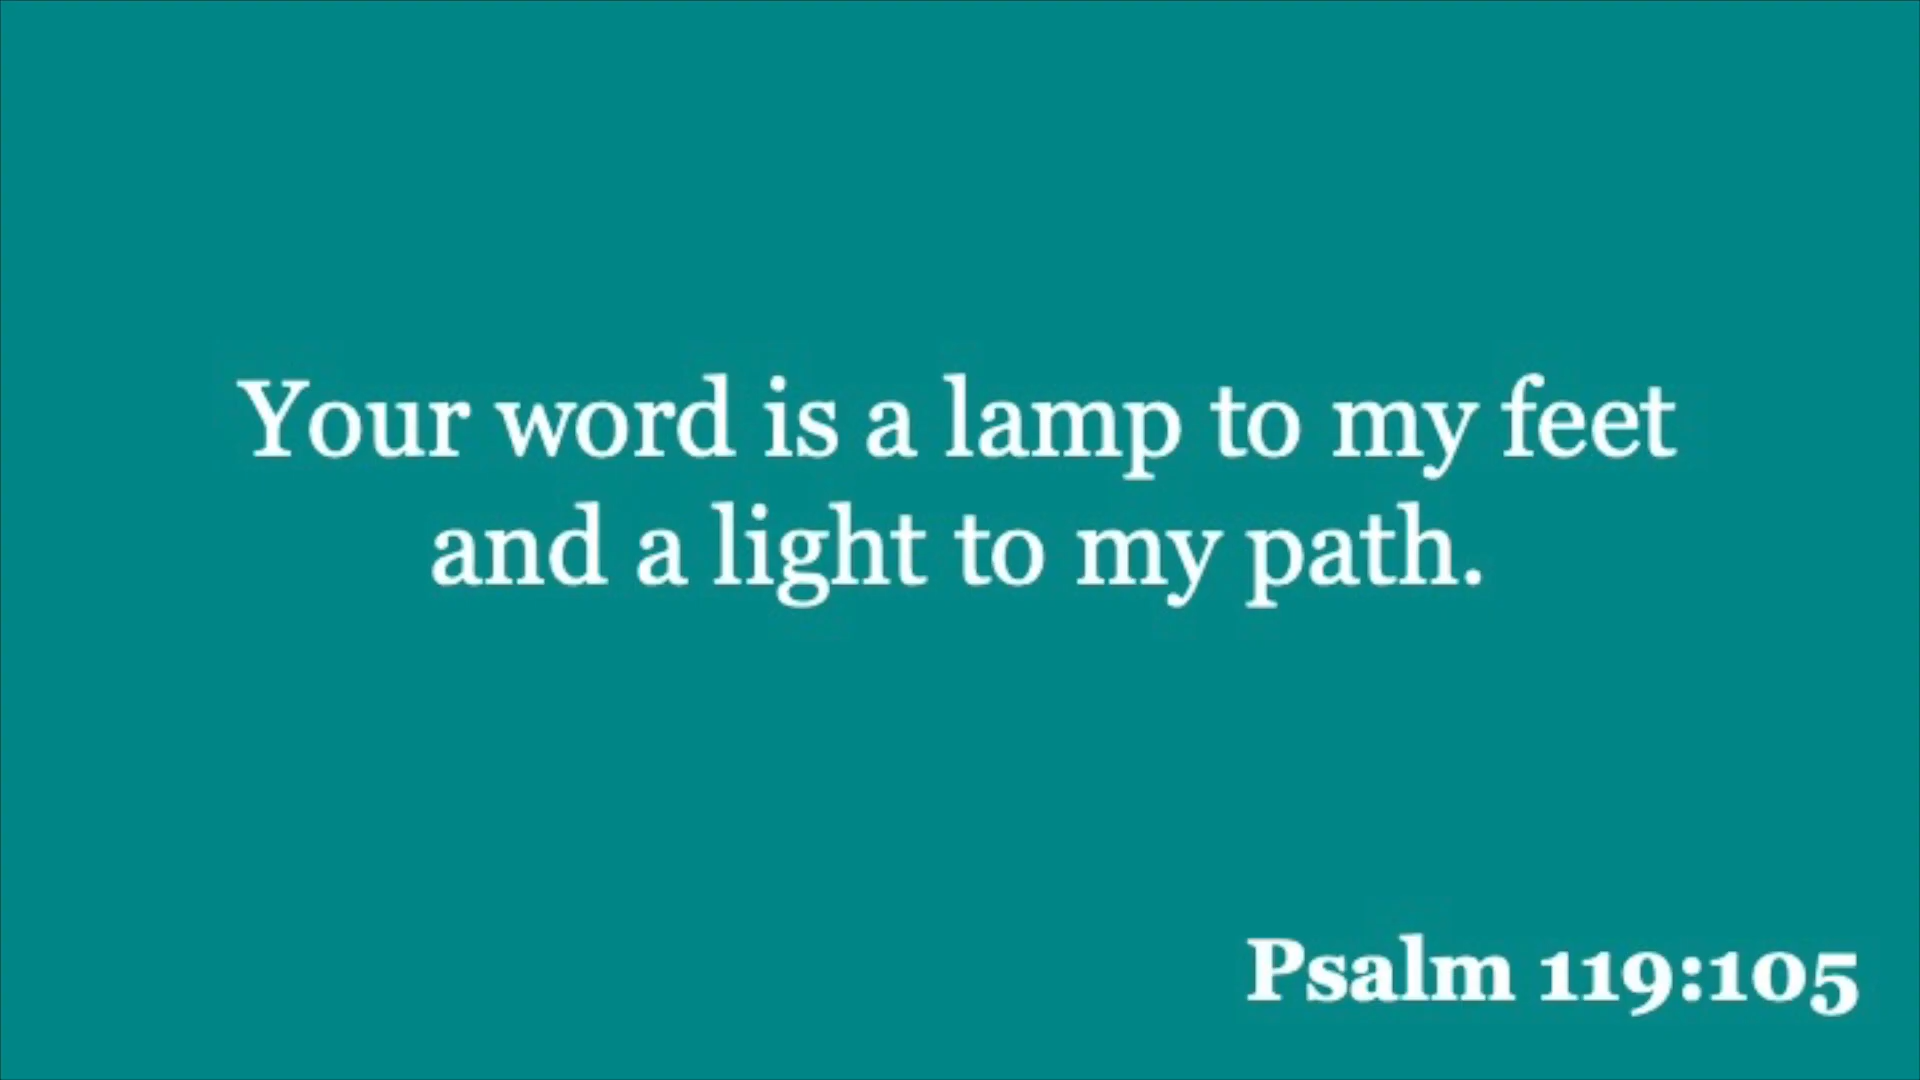 Your word is a lamp to my feet
and a light to my path.
Psalm 119:105